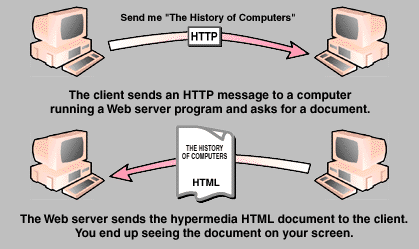 Send me "The History of Computers"
HTTP
The client sends an HTTP message to a computer
running a Web server program and asks for a document.
THE HISTORY
OF COMPUTERS
HTML
The Web server sends the hypermedia HTML document to the client.
You end up seeing the document on your screen.